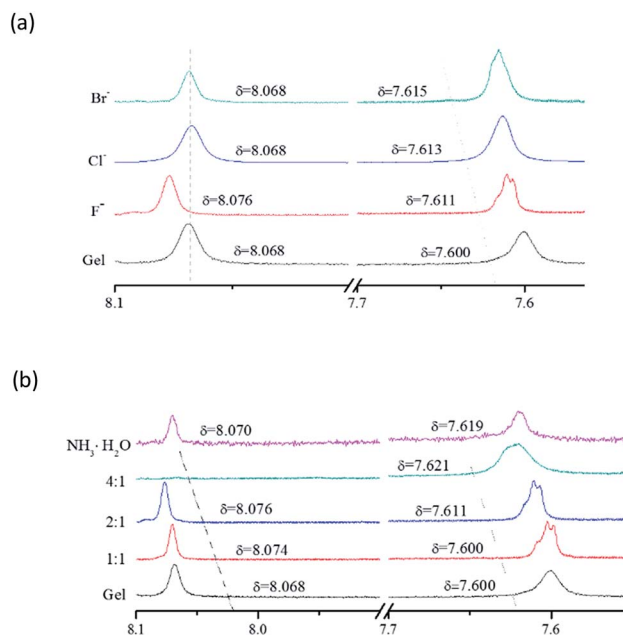 (a)
Br⁻ δ=8.068 δ=7.615
Cl⁻ δ=8.068 δ=7.613
F⁻ δ=8.076 δ=7.611
Gel δ=8.068 δ=7.600
8.1 7.7 7.6
(b)
NH₃· H₂O δ=8.070 δ=7.619
4:1 δ=7.621
2:1 δ=8.076 δ=7.611
1:1 δ=8.074 δ=7.600
Gel δ=8.068 δ=7.600
8.1 8.0 7.6